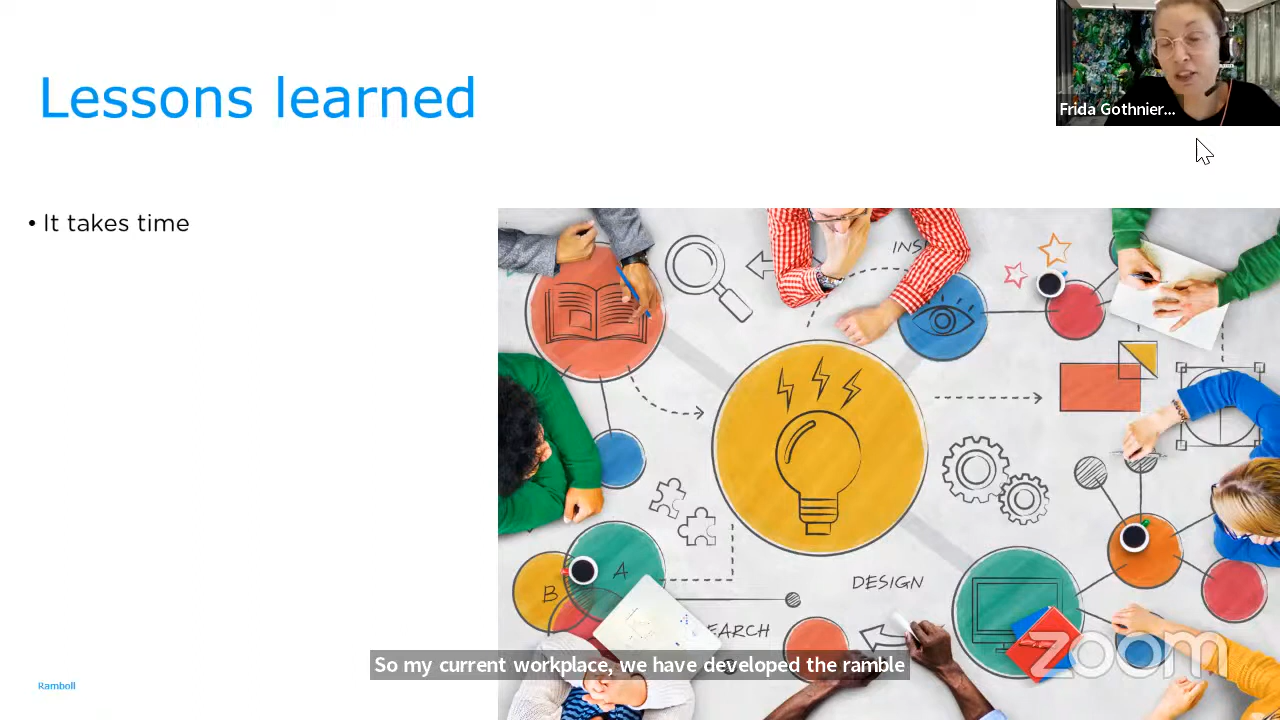 Lessons learned
Frida Gothnier...
• It takes time
INS
DESIGN
A
B
EARCH
So my current workplace, we have developed the ramble
zoom
Ramboll